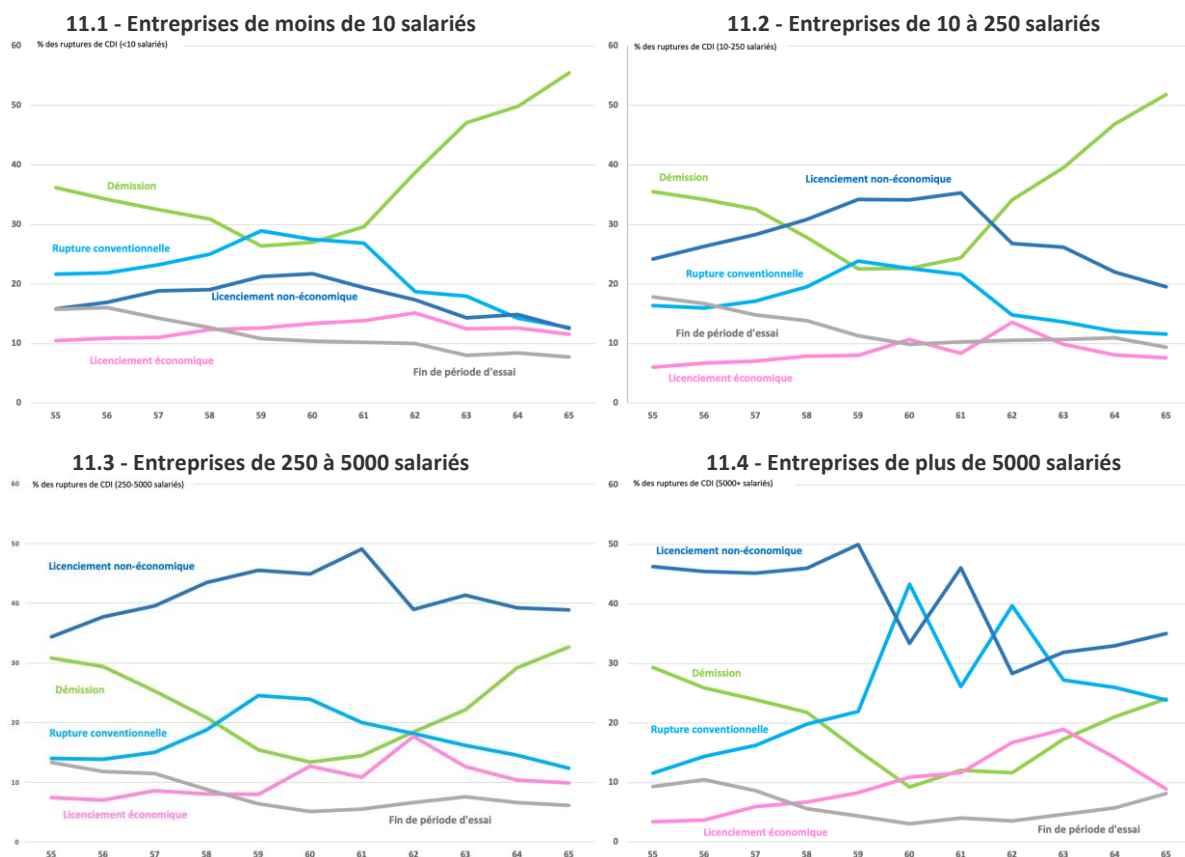 11.1 - Entreprises de moins de 10 salariés
% des ruptures de CDI (<10 salariés)
60
50
40
30
20
10
0
Démission
Rupture conventionnelle
Licenciement non-économique
Licenciement économique
Fin de période d'essai
55 56 57 58 59 60 61 62 63 64 65
11.2 - Entreprises de 10 à 250 salariés
% des ruptures de CDI (10-250 salariés)
60
50
40
30
20
10
0
Licenciement non-économique
Démission
Rupture conventionnelle
Fin de période d'essai
Licenciement économique
55 56 57 58 59 60 61 62 63 64 65
11.3 - Entreprises de 250 à 5000 salariés
% des ruptures de CDI (250-5000 salariés)
60
50
40
30
20
10
0
Licenciement non-économique
Démission
Rupture conventionnelle
Licenciement économique
Fin de période d'essai
55 56 57 58 59 60 61 62 63 64 65
11.4 - Entreprises de plus de 5000 salariés
% des ruptures de CDI (5000+ salariés)
60
50
40
30
20
10
0
Licenciement non-économique
Démission
Rupture conventionnelle
Licenciement économique
Fin de période d'essai
55 56 57 58 59 60 61 62 63 64 65